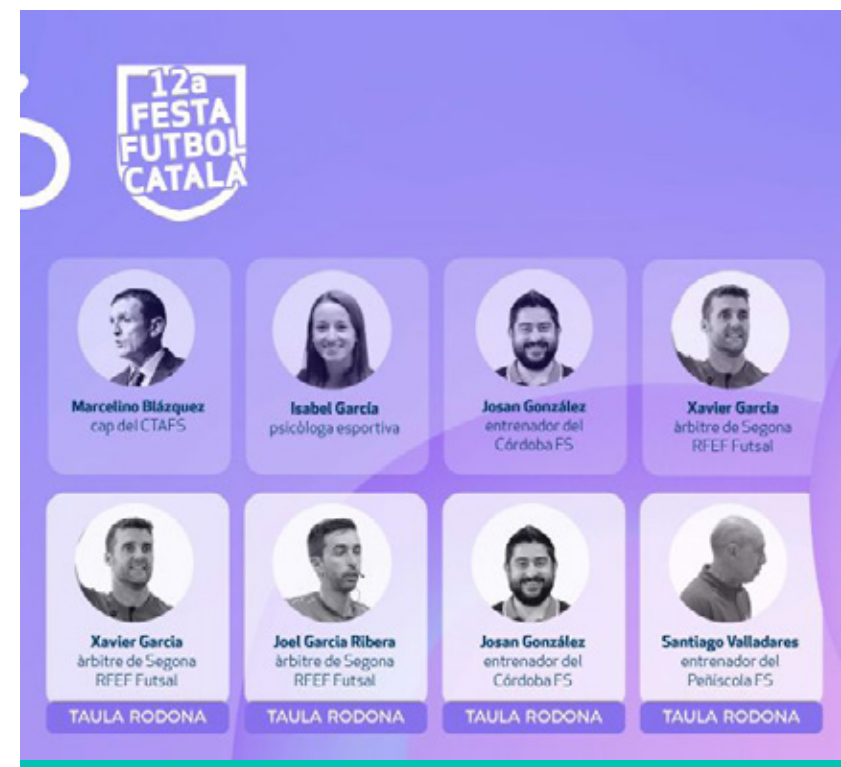 12a
FESTA
FUTBOL
CATALÀ
Marcelino Blázquez
cap del CTAFS
Isabel García
psicòloga esportiva
Josan González
entrenador del
Córdoba FS
Xavier Garcia
àrbitre de Segona
RFEF Futsal
Xavier Garcia
àrbitre de Segona
RFEF Futsal
TAULA RODONA
Joel Garcia Ribera
àrbitre de Segona
RFEF Futsal
TAULA RODONA
Josan González
entrenador del
Córdoba FS
TAULA RODONA
Santiago Valladares
entrenador del
Peñíscola FS
TAULA RODONA